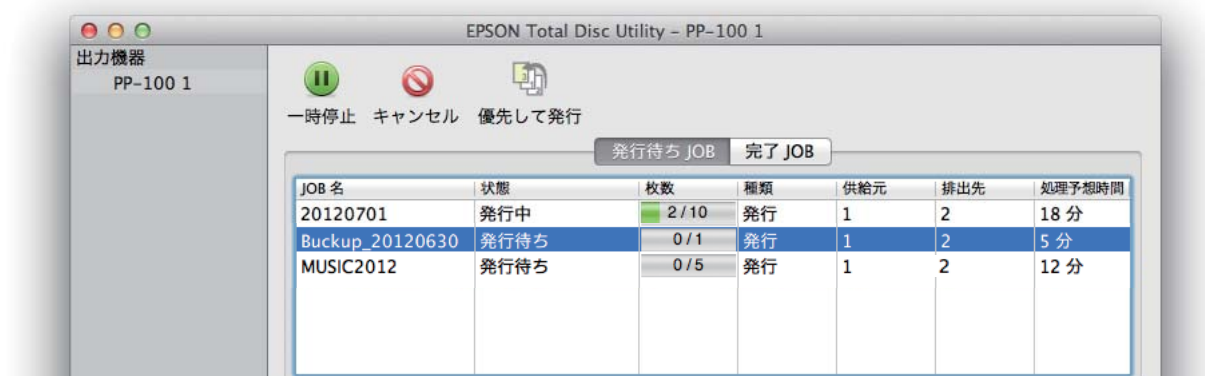 EPSON Total Disc Utility – PP-100 1
出力機器
PP-100 1
一時停止 キャンセル 優先して発行
発行待ち JOB 完了 JOB
JOB 名 状態 枚数 種類 供給元 排出先 処理予想時間
20120701 発行中 2 / 10 発行 1 2 18 分
Buckup_20120630 発行待ち 0 / 1 発行 1 2 5 分
MUSIC2012 発行待ち 0 / 5 発行 1 2 12 分